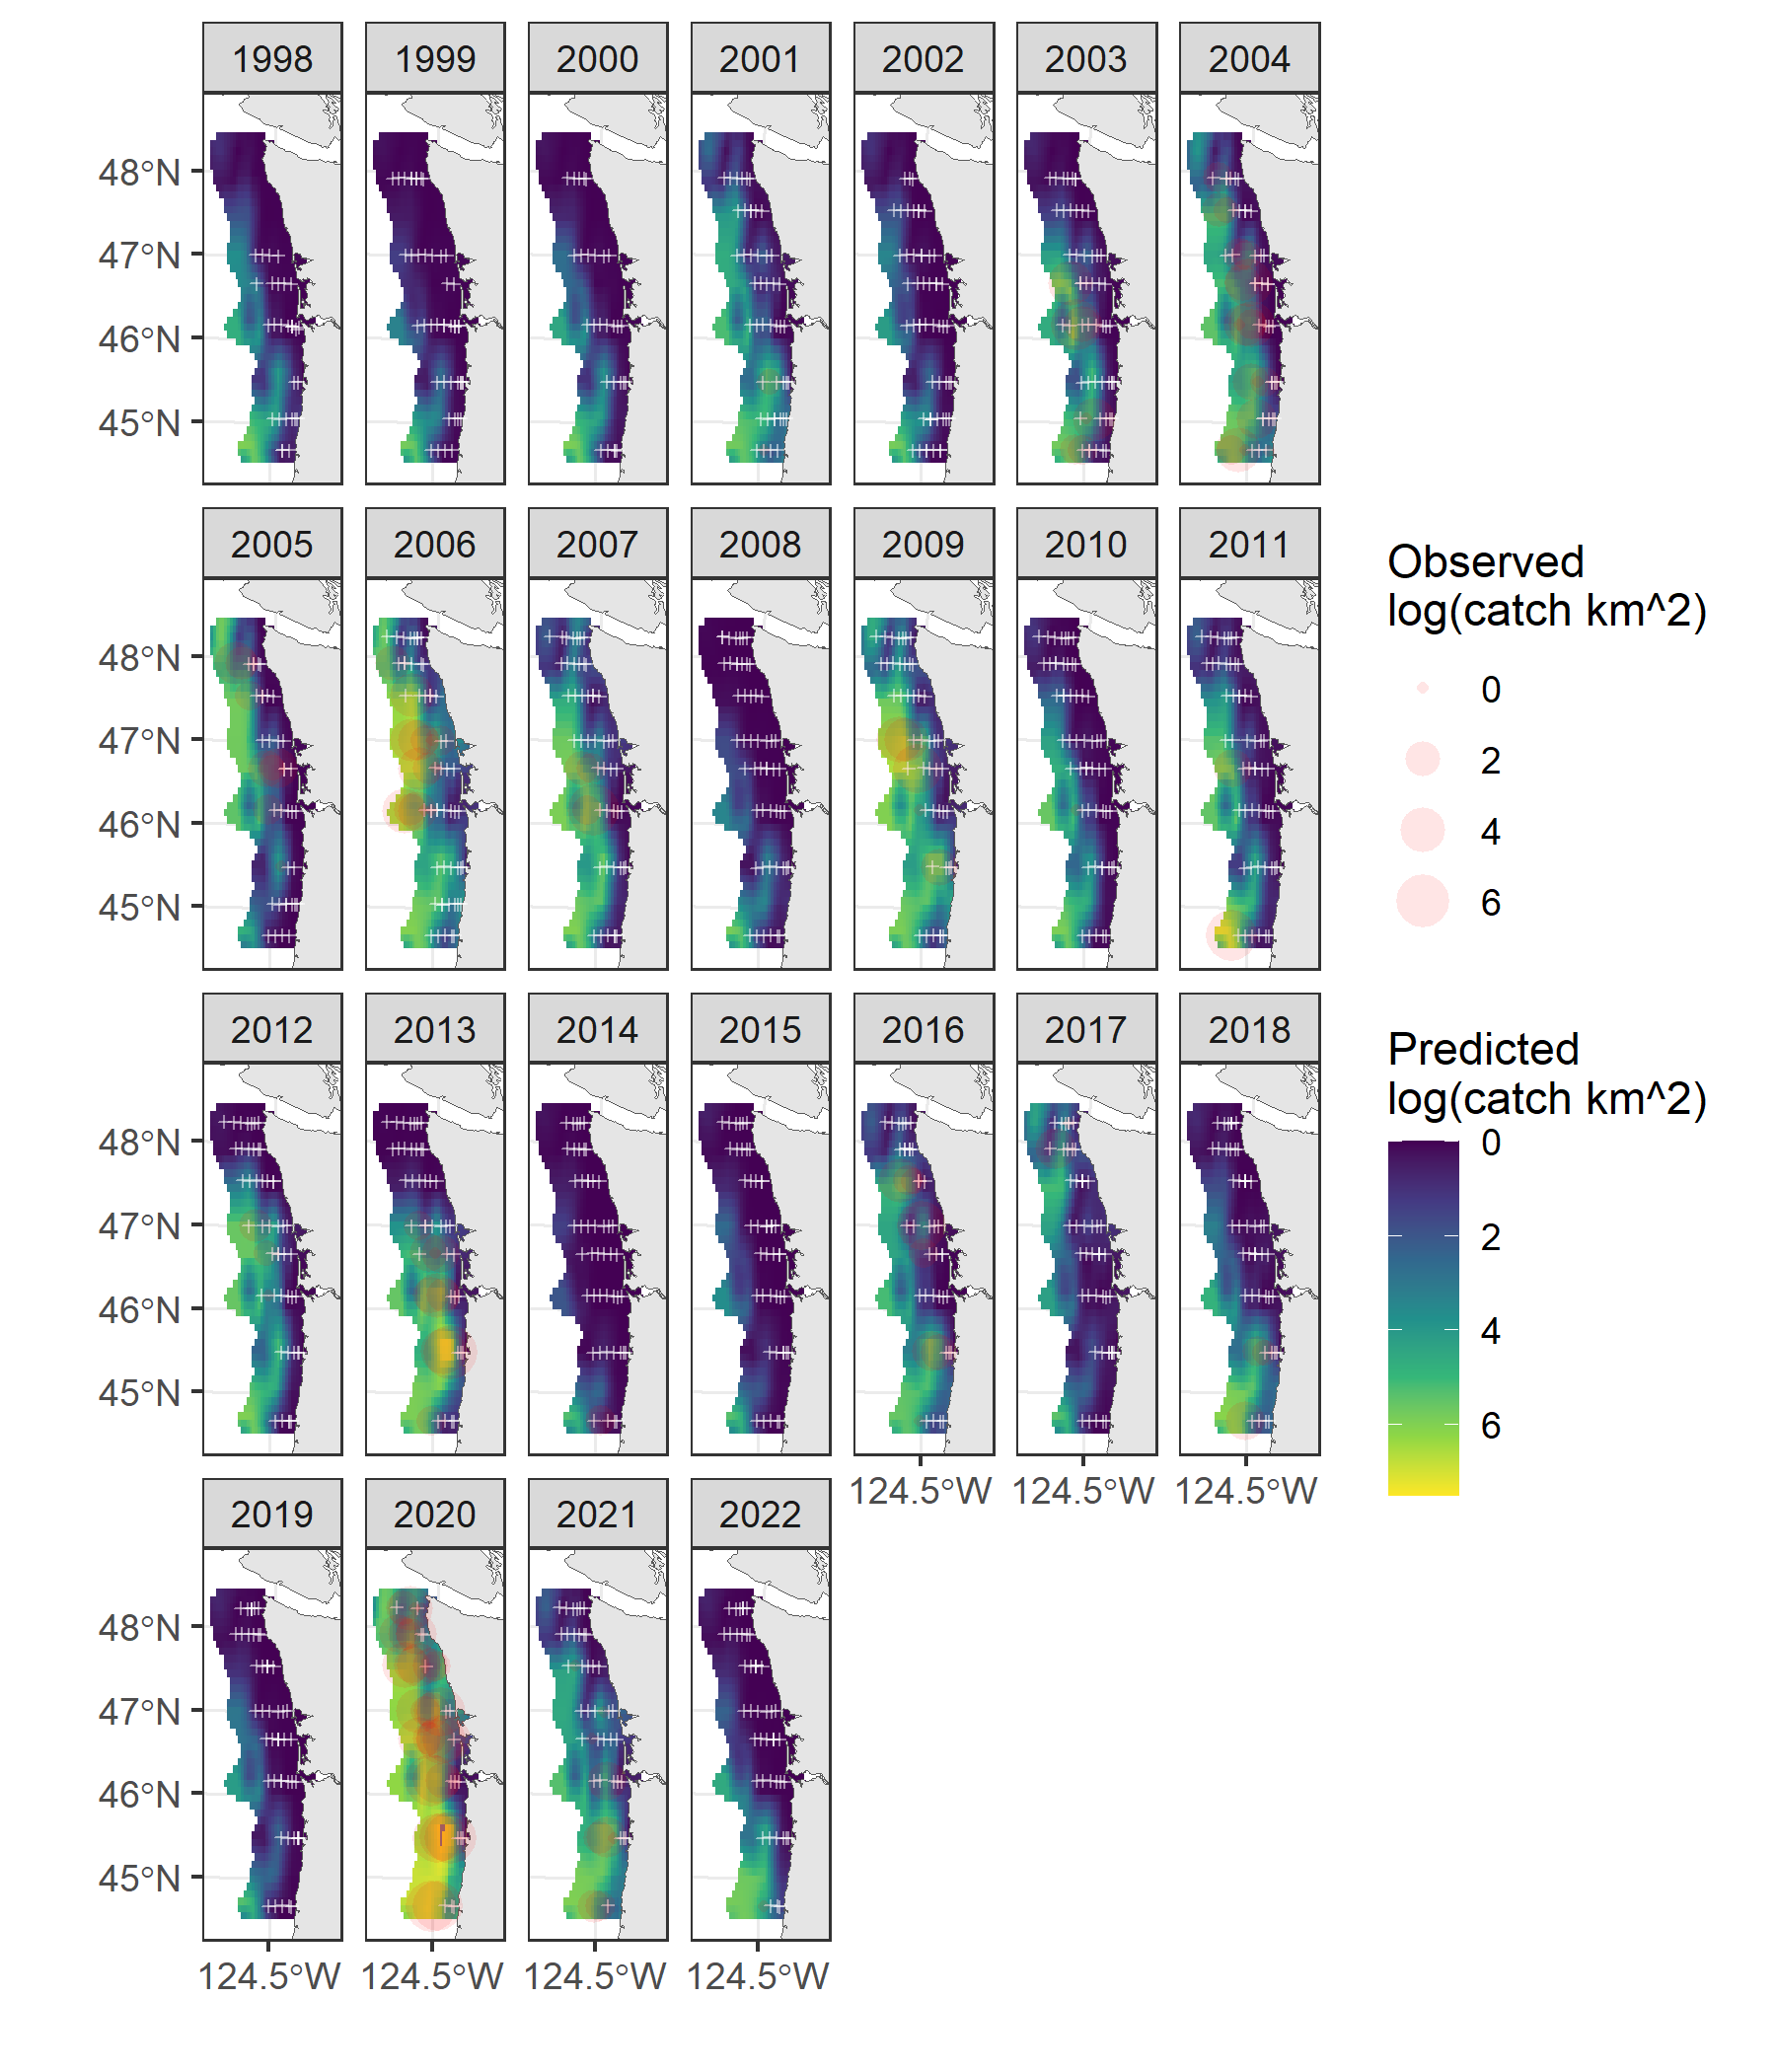 1998 1999 2000 2001 2002 2003 2004
48°N
47°N
46°N
45°N
2005 2006 2007 2008 2009 2010 2011
48°N
47°N
46°N
45°N
Observed
log(catch km^2)
0
2
4
6
2012 2013 2014 2015 2016 2017 2018
48°N
47°N
46°N
45°N
124.5°W 124.5°W 124.5°W
Predicted
log(catch km^2)
0
2
4
6
2019 2020 2021 2022
48°N
47°N
46°N
45°N
124.5°W 124.5°W 124.5°W 124.5°W